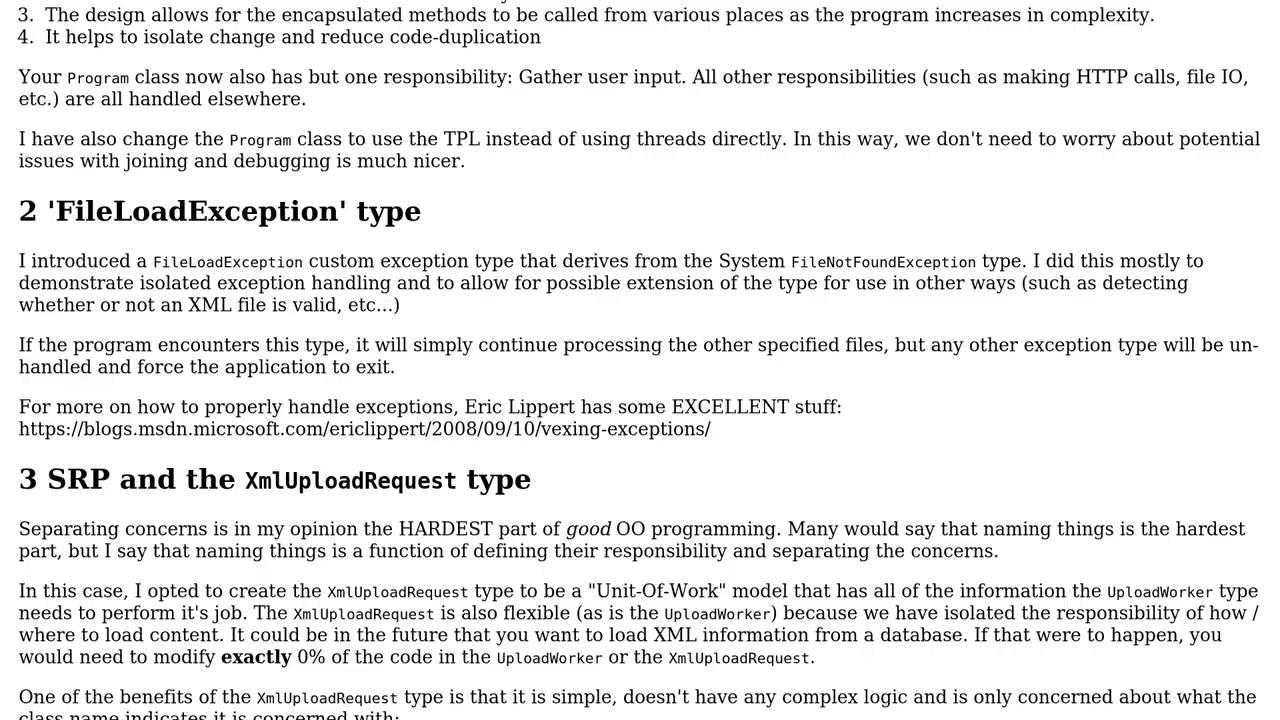 3. The design allows for the encapsulated methods to be called from various places as the program increases in complexity.
4. It helps to isolate change and reduce code-duplication
Your Program class now also has but one responsibility: Gather user input. All other responsibilities (such as making HTTP calls, file IO,
etc.) are all handled elsewhere.
I have also change the Program class to use the TPL instead of using threads directly. In this way, we don't need to worry about potential
issues with joining and debugging is much nicer.
2 'FileLoadException' type
I introduced a FileLoadException custom exception type that derives from the System FileNotFoundException type. I did this mostly to
demonstrate isolated exception handling and to allow for possible extension of the type for use in other ways (such as detecting
whether or not an XML file is valid, etc...)
If the program encounters this type, it will simply continue processing the other specified files, but any other exception type will be un-
handled and force the application to exit.
For more on how to properly handle exceptions, Eric Lippert has some EXCELLENT stuff:
https://blogs.msdn.microsoft.com/ericlippert/2008/09/10/vexing-exceptions/
3 SRP and the XmlUploadRequest type
Separating concerns is in my opinion the HARDEST part of good OO programming. Many would say that naming things is the hardest
part, but I say that naming things is a function of defining their responsibility and separating the concerns.
In this case, I opted to create the XmlUploadRequest type to be a "Unit-Of-Work" model that has all of the information the UploadWorker type
needs to perform it's job. The XmlUploadRequest is also flexible (as is the UploadWorker) because we have isolated the responsibility of how /
where to load content. It could be in the future that you want to load XML information from a database. If that were to happen, you
would need to modify exactly 0% of the code in the UploadWorker or the XmlUploadRequest.
One of the benefits of the XmlUploadRequest type is that it is simple, doesn't have any complex logic and is only concerned about what the
class name indicates it is concerned with: